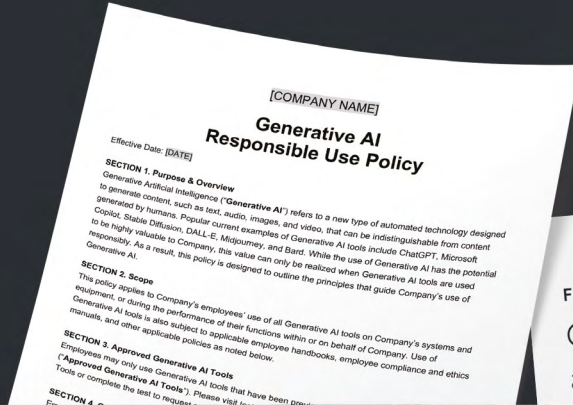 [COMPANY NAME]
Generative AI
Responsible Use Policy
Effective Date: [DATE]
SECTION 1. Purpose & Overview
Generative Artificial Intelligence ("Generative AI") refers to a new type of automated technology designed
to generate content, such as text, audio, images, and video, that can be indistinguishable from content
generated by humans. Popular current examples of Generative AI tools include ChatGPT, Microsoft
Copilot, Stable Diffusion, DALL-E, Midjourney, and Bard. While the use of Generative AI has the potential
to be highly valuable to Company, this value can only be realized when Generative AI tools are used
responsibly. As a result, this policy is designed to outline the principles that guide Company's use of
Generative AI.
SECTION 2. Scope
This policy applies to Company's employees' use of all Generative AI tools on Company's systems and
equipment, or during the performance of their functions within or on behalf of Company. Use of
Generative AI tools is also subject to applicable employee handbooks, employee compliance and ethics
manuals, and other applicable policies as noted below.
SECTION 3. Approved Generative AI Tools
Employees may only use Generative AI tools that have been
("Approved Generative AI Tools"). Please visit
Tools or complete the test to request
SECTION 4.
F